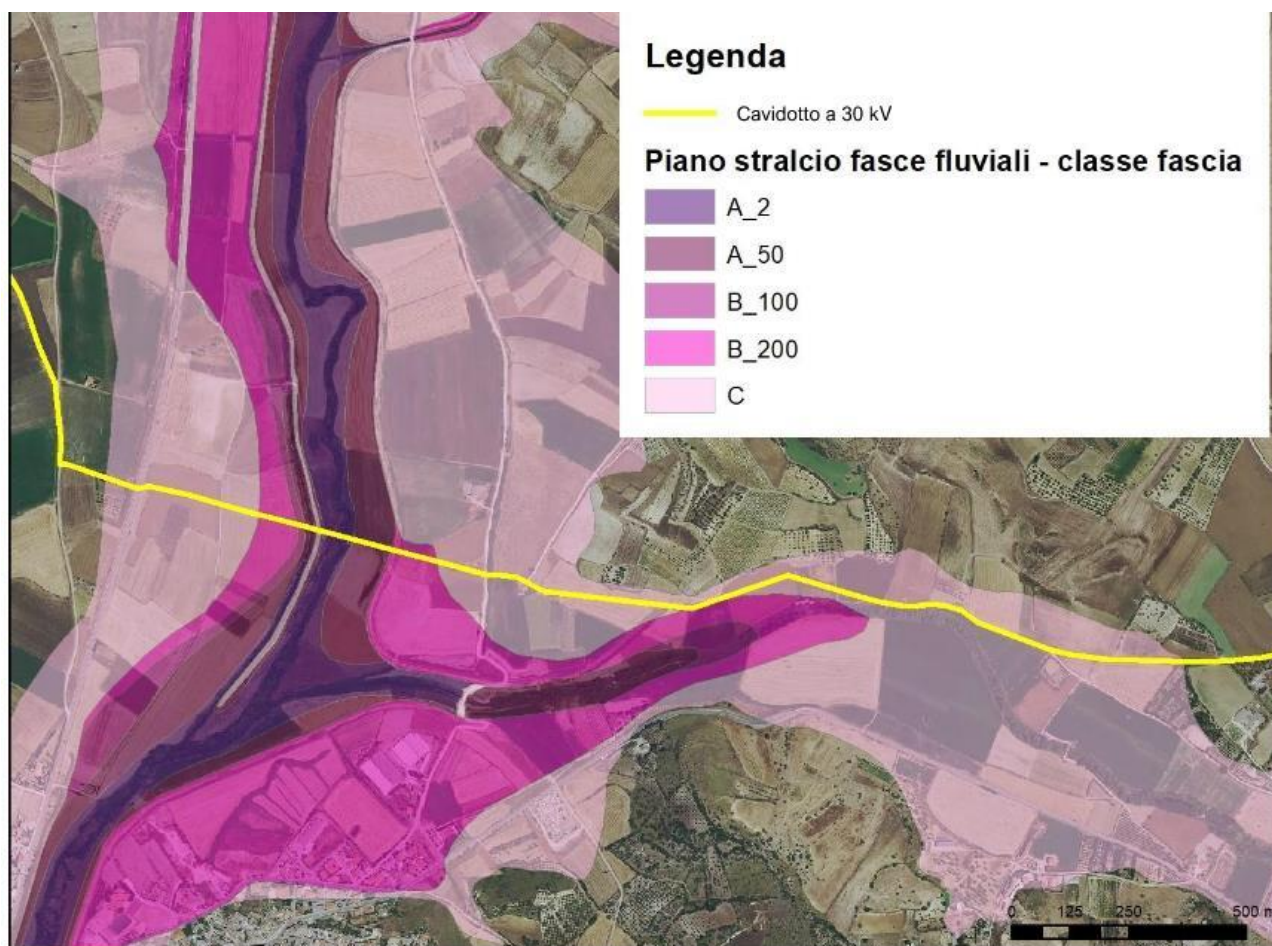 Legenda
Cavidotto a 30 kV
Piano stralcio fasce fluviali - classe fascia
A_2
A_50
B_100
B_200
C
0 125 250 500 m